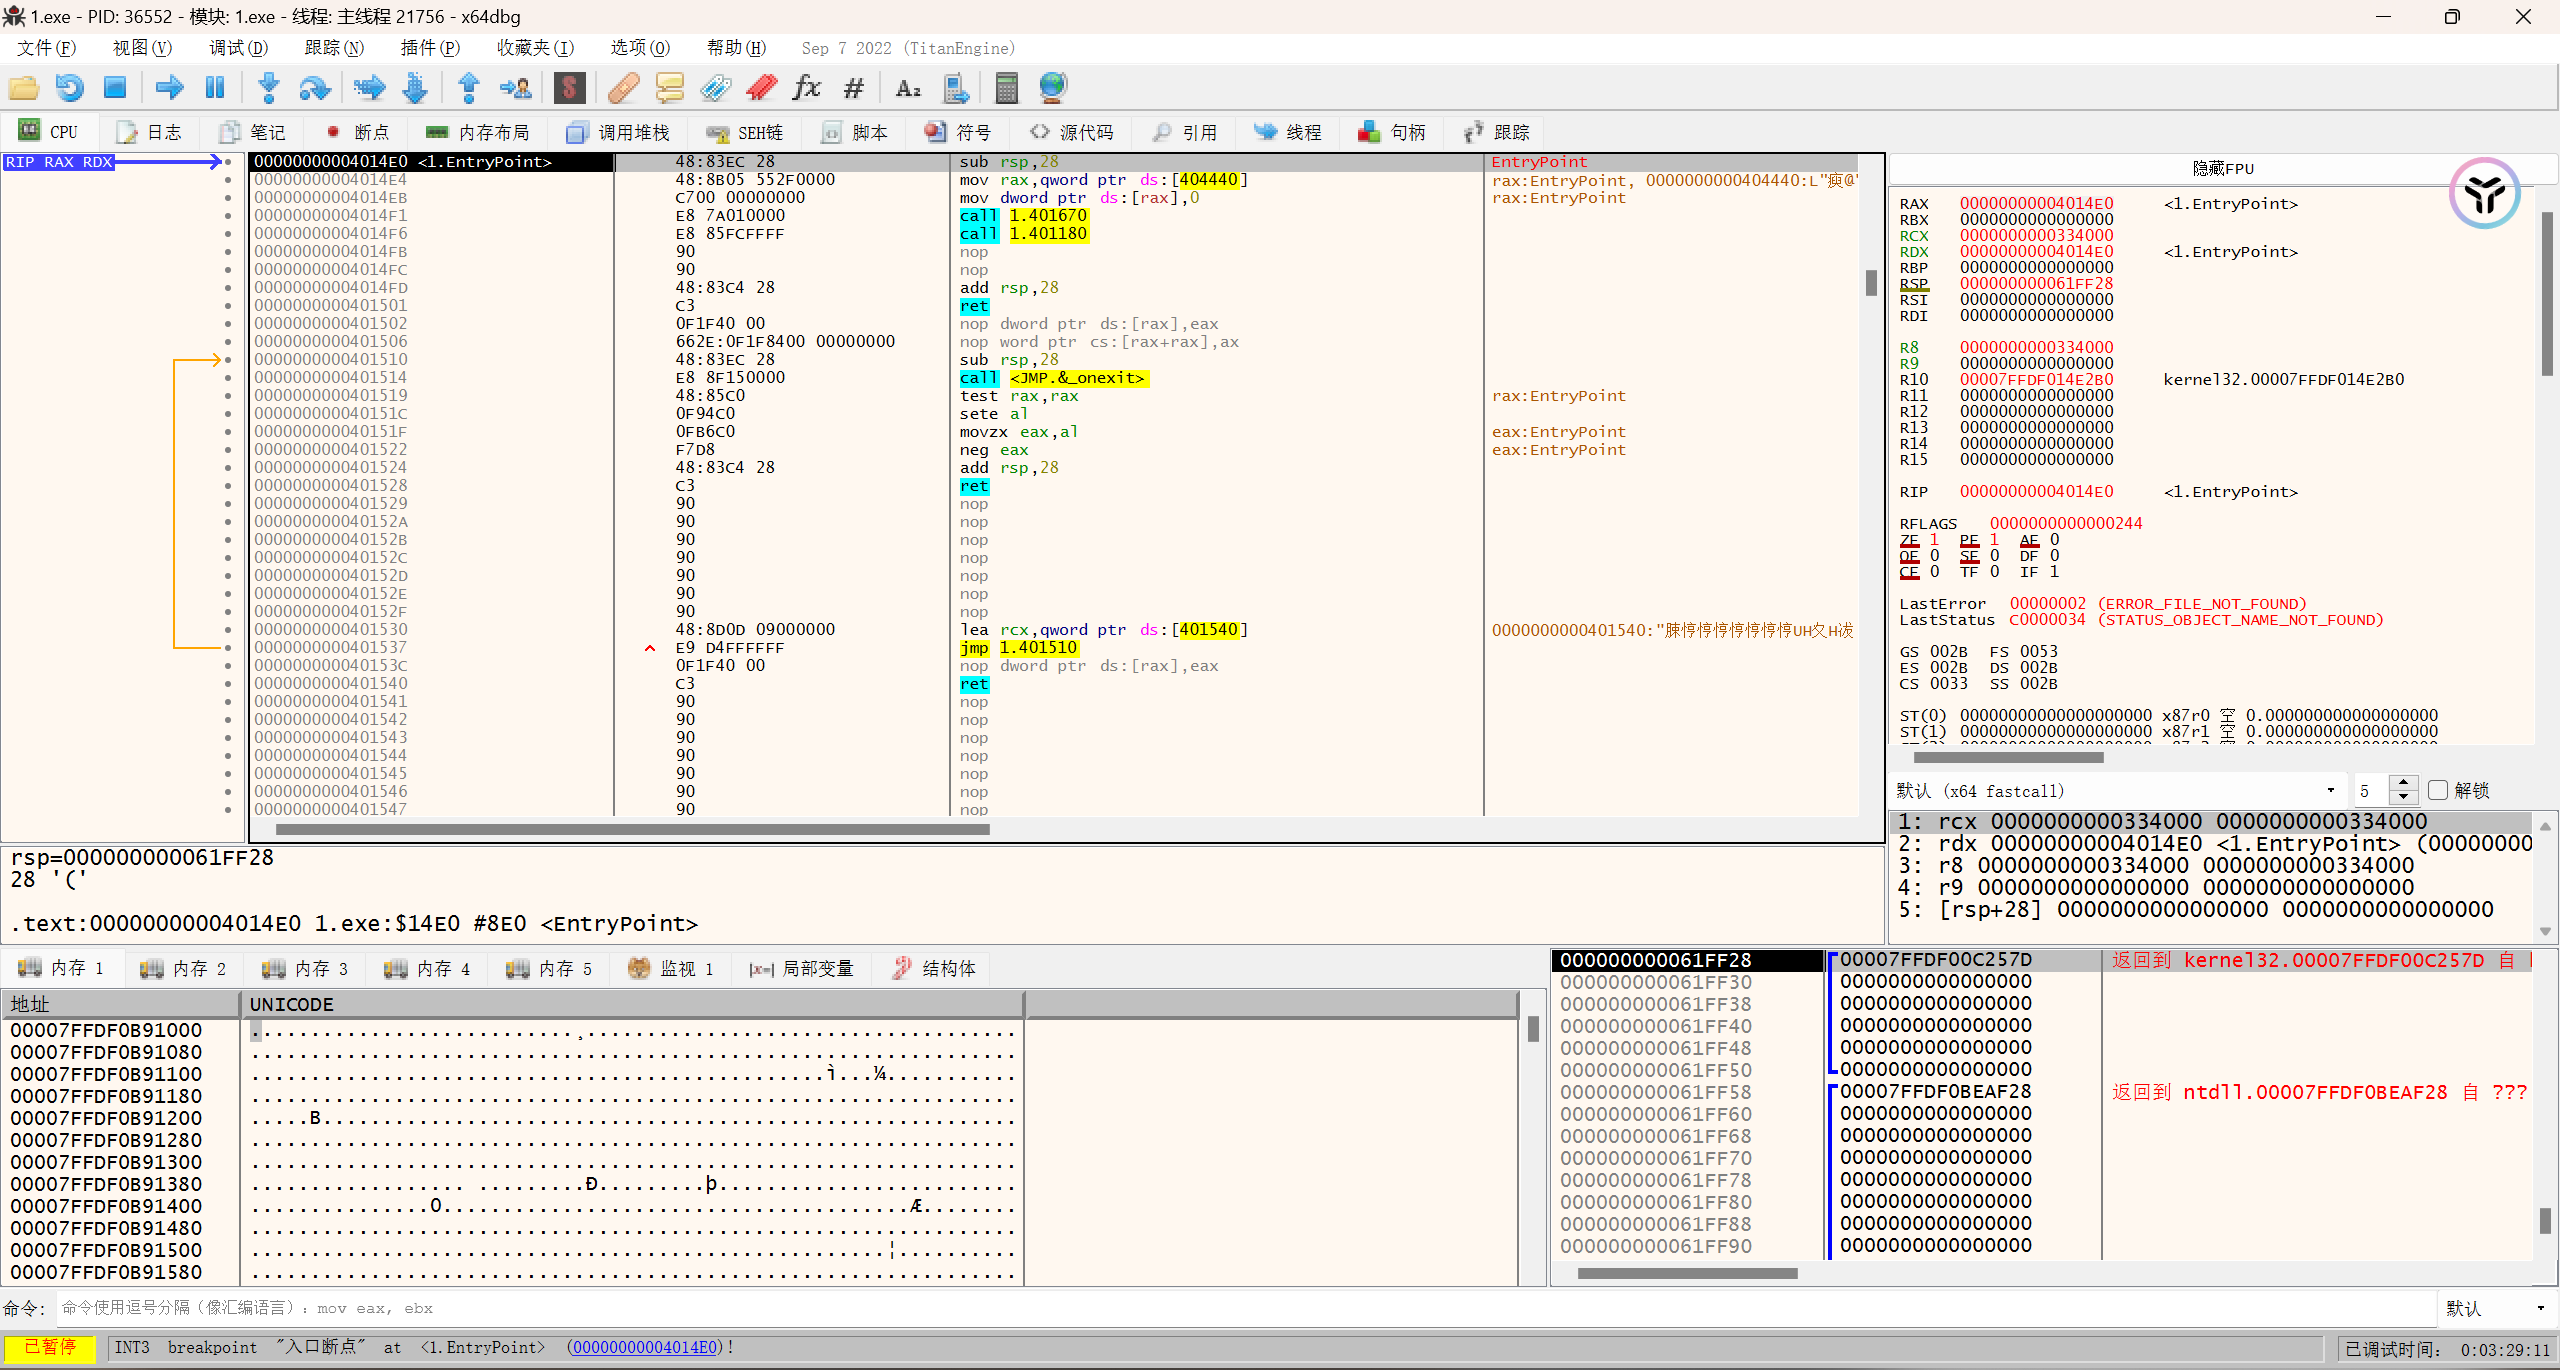 1.exe - PID: 36552 - 模块: 1.exe - 线程: 主线程 21756 - x64dbg
文件(F) 视图(V) 调试(D) 跟踪(N) 插件(P) 收藏夹(I) 选项(O) 帮助(H) Sep 7 2022 (TitanEngine)
CPU 日志 笔记 断点 内存布局 调用堆栈 SEH链 脚本 符号 源代码 引用 线程 句柄 跟踪
RIP RAX RDX
00000000004014E0 <1.EntryPoint> 48:83EC 28 sub rsp,28 EntryPoint
00000000004014E4 48:8B05 552F0000 mov rax,qword ptr ds:[404440] rax:EntryPoint, 0000000000404440:L"瘐@"
00000000004014EB C700 00000000 mov dword ptr ds:[rax],0 rax:EntryPoint
00000000004014F1 E8 7A010000 call 1.401670
00000000004014F6 E8 85FCFFFF call 1.401180
00000000004014FB 90 nop
00000000004014FC 90 nop
00000000004014FD 48:83C4 28 add rsp,28
0000000000401501 C3 ret
0000000000401502 0F1F40 00 nop dword ptr ds:[rax],eax
0000000000401506 662E:0F1F8400 00000000 nop word ptr cs:[rax+rax],ax
0000000000401510 48:83EC 28 sub rsp,28
0000000000401514 E8 8F150000 call <JMP.&_onexit>
0000000000401519 48:85C0 test rax,rax rax:EntryPoint
000000000040151C 0F94C0 sete al
000000000040151F 0FB6C0 movzx eax,al eax:EntryPoint
0000000000401522 F7D8 neg eax eax:EntryPoint
0000000000401524 48:83C4 28 add rsp,28
0000000000401528 C3 ret
0000000000401529 90 nop
000000000040152A 90 nop
000000000040152B 90 nop
000000000040152C 90 nop
000000000040152D 90 nop
000000000040152E 90 nop
000000000040152F 90 nop
0000000000401530 48:8D0D 09000000 lea rcx,qword ptr ds:[401540]
0000000000401537 E9 D4FFFFFF jmp 1.401510
000000000040153C 0F1F40 00 nop dword ptr ds:[rax],eax
0000000000401540 C3 ret
0000000000401541 90 nop
0000000000401542 90 nop
0000000000401543 90 nop
0000000000401544 90 nop
0000000000401545 90 nop
0000000000401546 90 nop
0000000000401547 90 nop
隐藏FPU
RAX 00000000004014E0 <1.EntryPoint>
RBX 0000000000000000
RCX 0000000000334000
RDX 00000000004014E0 <1.EntryPoint>
RBP 0000000000000000
RSP 000000000061FF28
RSI 0000000000000000
RDI 0000000000000000
R8 0000000000334000
R9 0000000000000000
R10 00007FFDF014E2B0 kernel32.00007FFDF014E2B0
R11 0000000000000000
R12 0000000000000000
R13 0000000000000000
R14 0000000000000000
R15 0000000000000000
RIP 00000000004014E0 <1.EntryPoint>
RFLAGS 0000000000000244
ZF 1 PF 1 AF 0
OF 0 SF 0 DF 0
CF 0 TF 0 IF 1
LastError 00000002 (ERROR_FILE_NOT_FOUND)
LastStatus C0000034 (STATUS_OBJECT_NAME_NOT_FOUND)
GS 002B FS 0053
ES 002B DS 002B
CS 0033 SS 002B
ST(0) 00000000000000000000 x87r0 空 0.000000000000000000
ST(1) 00000000000000000000 x87r1 空 0.000000000000000000
默认 (x64 fastcall) 5 解锁
1: rcx 0000000000334000 0000000000334000
2: rdx 00000000004014E0 <1.EntryPoint> (00000000
3: r8 0000000000334000 0000000000334000
4: r9 0000000000000000 0000000000000000
5: [rsp+28] 0000000000000000 0000000000000000
rsp=000000000061FF28
28 '('
.text:00000000004014E0 1.exe:$14E0 #8E0 <EntryPoint>
内存 1 内存 2 内存 3 内存 4 内存 5 监视 1 局部变量 结构体
地址 UNICODE
00007FFDF0B91000
00007FFDF0B91080
00007FFDF0B91100 ì...¼
00007FFDF0B91180
00007FFDF0B91200 .....B
00007FFDF0B91280
00007FFDF0B91300
00007FFDF0B91380 Ð.........þ
00007FFDF0B91400 O Æ
00007FFDF0B91480
00007FFDF0B91500 ¦
00007FFDF0B91580
000000000061FF28 00007FFDF00C257D 返回到 kernel32.00007FFDF00C257D 自
000000000061FF30 0000000000000000
000000000061FF38 0000000000000000
000000000061FF40 0000000000000000
000000000061FF48 0000000000000000
000000000061FF50 0000000000000000
000000000061FF58 00007FFDF0BEAF28 返回到 ntdll.00007FFDF0BEAF28 自 ???
000000000061FF60 0000000000000000
000000000061FF68 0000000000000000
000000000061FF70 0000000000000000
000000000061FF78 0000000000000000
000000000061FF80 0000000000000000
000000000061FF88 0000000000000000
000000000061FF90 0000000000000000
命令: 命令使用逗号分隔（像汇编语言）：mov eax, ebx 默认
已暂停 INT3 breakpoint "入口断点" at <1.EntryPoint> (00000000004014E0)! 已调试时间: 0:03:29:11